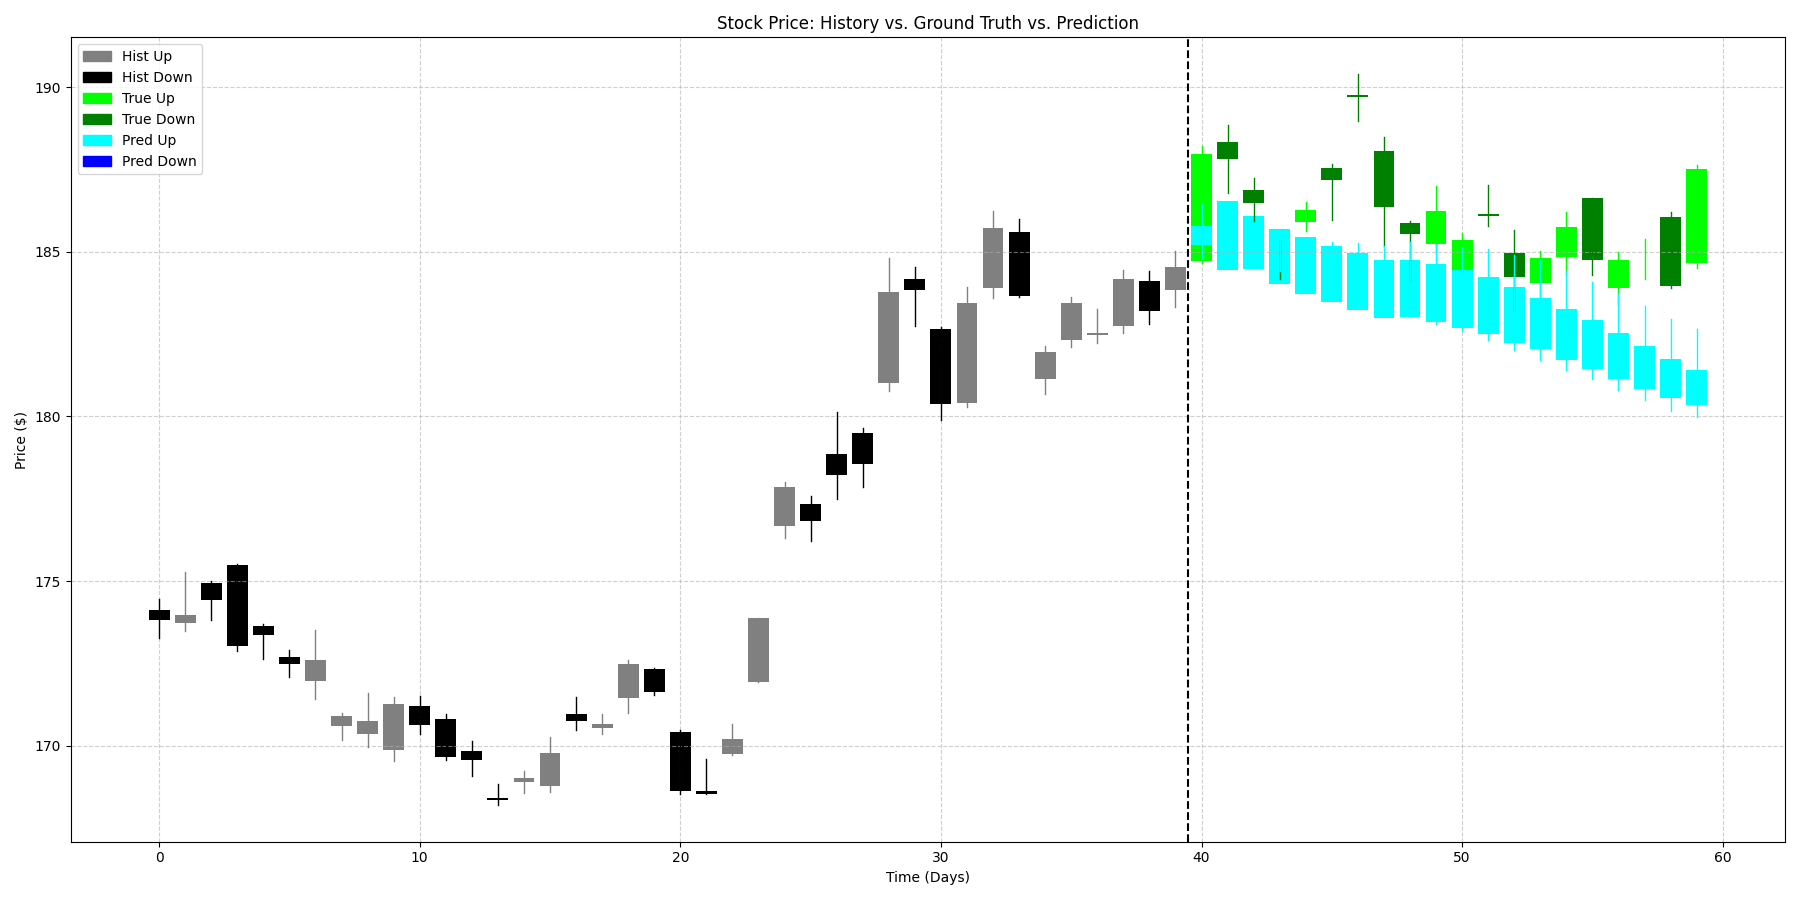 Stock Price: History vs. Ground Truth vs. Prediction
Hist Up
Hist Down
True Up
True Down
Pred Up
Pred Down
190
185
180
175
170
Price ($)
0 10 20 30 40 50 60
Time (Days)